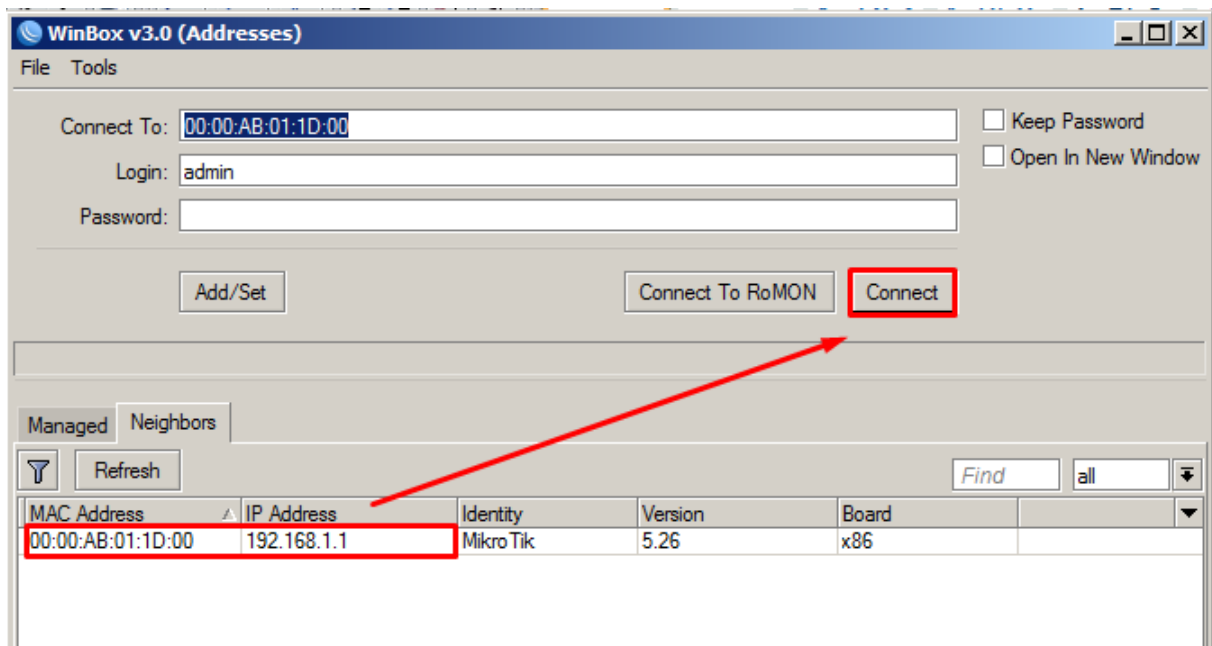 WinBox v3.0 (Addresses)
File Tools
Connect To: 00:00:AB:01:1D:00
Keep Password
Login: admin
Open In New Window
Password:
Add/Set Connect To RoMON Connect
Managed Neighbors
Refresh Find all
MAC Address IP Address Identity Version Board
00:00:AB:01:1D:00 192.168.1.1 MikroTik 5.26 x86